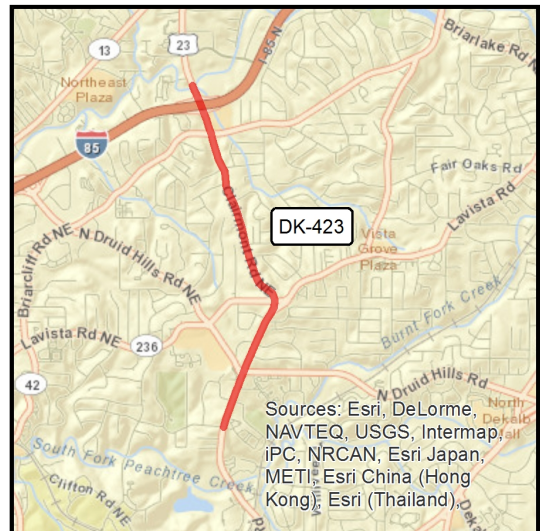 23
13
I-85 N
Briarlake Rd NE
Northeast
Plaza
85
Fair Oaks Rd
Clairmont Rd NE
DK-423
Lavista Rd
Briarcliff Rd NE
N Druid Hills Rd NE
Vista
Grove
Plaza
Burnt Fork Creek
Lavista Rd NE
236
42
N Druid Hills Rd
North
Dekalb
Mall
Sources: Esri, DeLorme,
NAVTEQ, USGS, Intermap,
iPC, NRCAN, Esri Japan,
METI, Esri China (Hong
Kong), Esri (Thailand),
South Fork Peachtree Creek
Clifton Rd NE